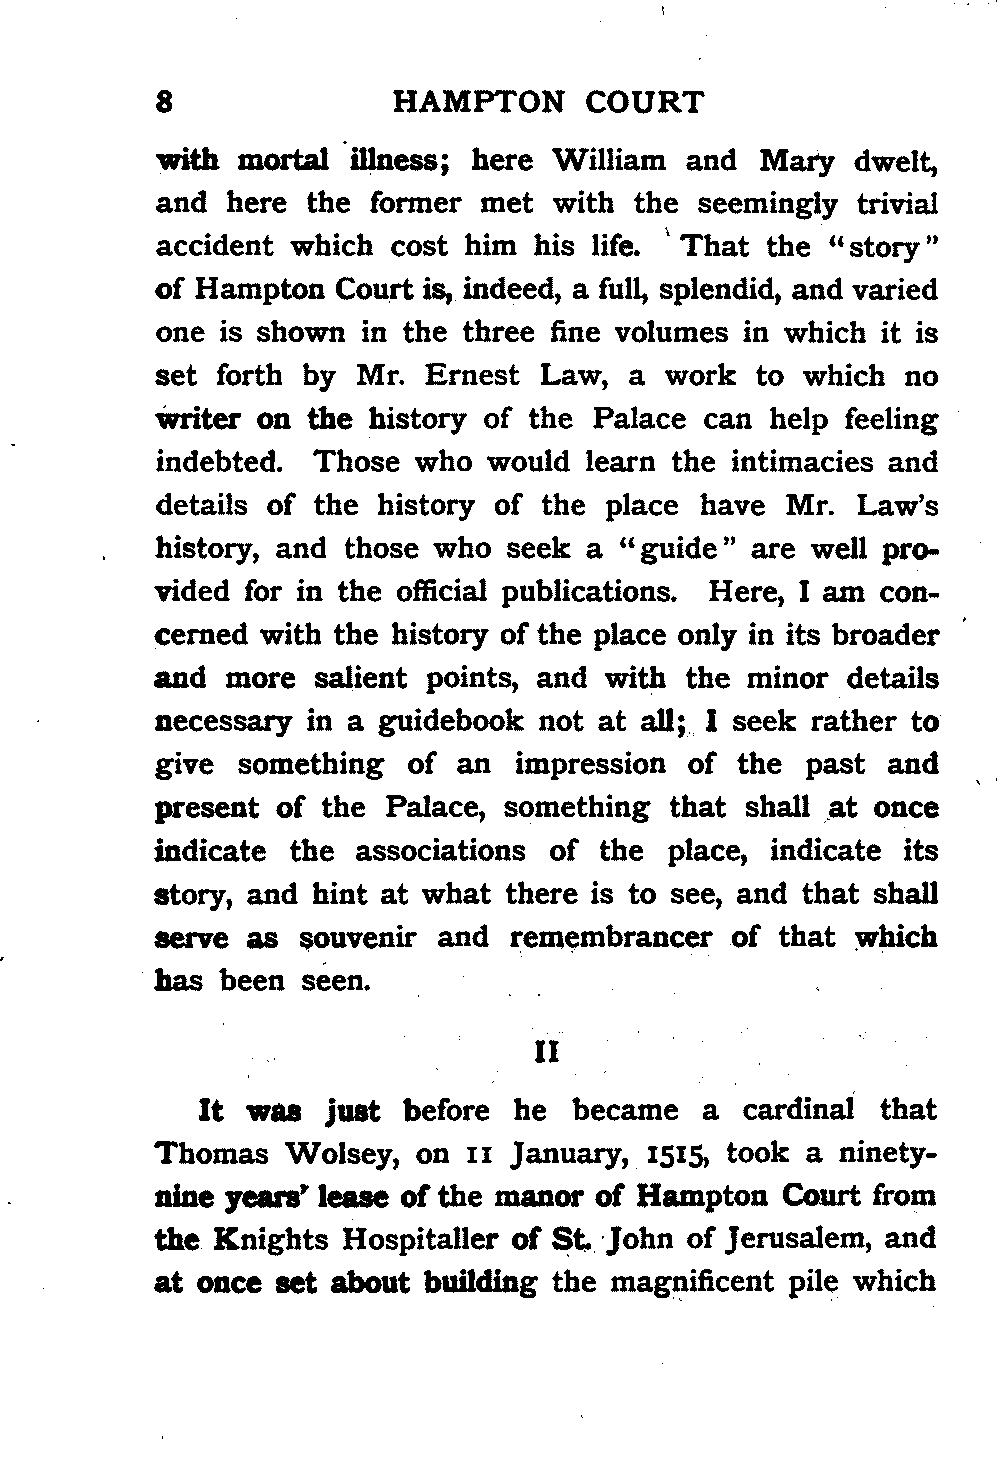 8 HAMPTON COURT
with mortal illness; here William and Mary dwelt,
and here the former met with the seemingly trivial
accident which cost him his life. That the "story"
of Hampton Court is, indeed, a full, splendid, and varied
one is shown in the three fine volumes in which it is
set forth by Mr. Ernest Law, a work to which no
writer on the history of the Palace can help feeling
indebted. Those who would learn the intimacies and
details of the history of the place have Mr. Law's
history, and those who seek a "guide" are well pro-
vided for in the official publications. Here, I am con-
cerned with the history of the place only in its broader
and more salient points, and with the minor details
necessary in a guidebook not at all; I seek rather to
give something of an impression of the past and
present of the Palace, something that shall at once
indicate the associations of the place, indicate its
story, and hint at what there is to see, and that shall
serve as souvenir and remembrancer of that which
has been seen.
II
It was just before he became a cardinal that
Thomas Wolsey, on 11 January, 1515, took a ninety-
nine years' lease of the manor of Hampton Court from
the Knights Hospitaller of St. John of Jerusalem, and
at once set about building the magnificent pile which